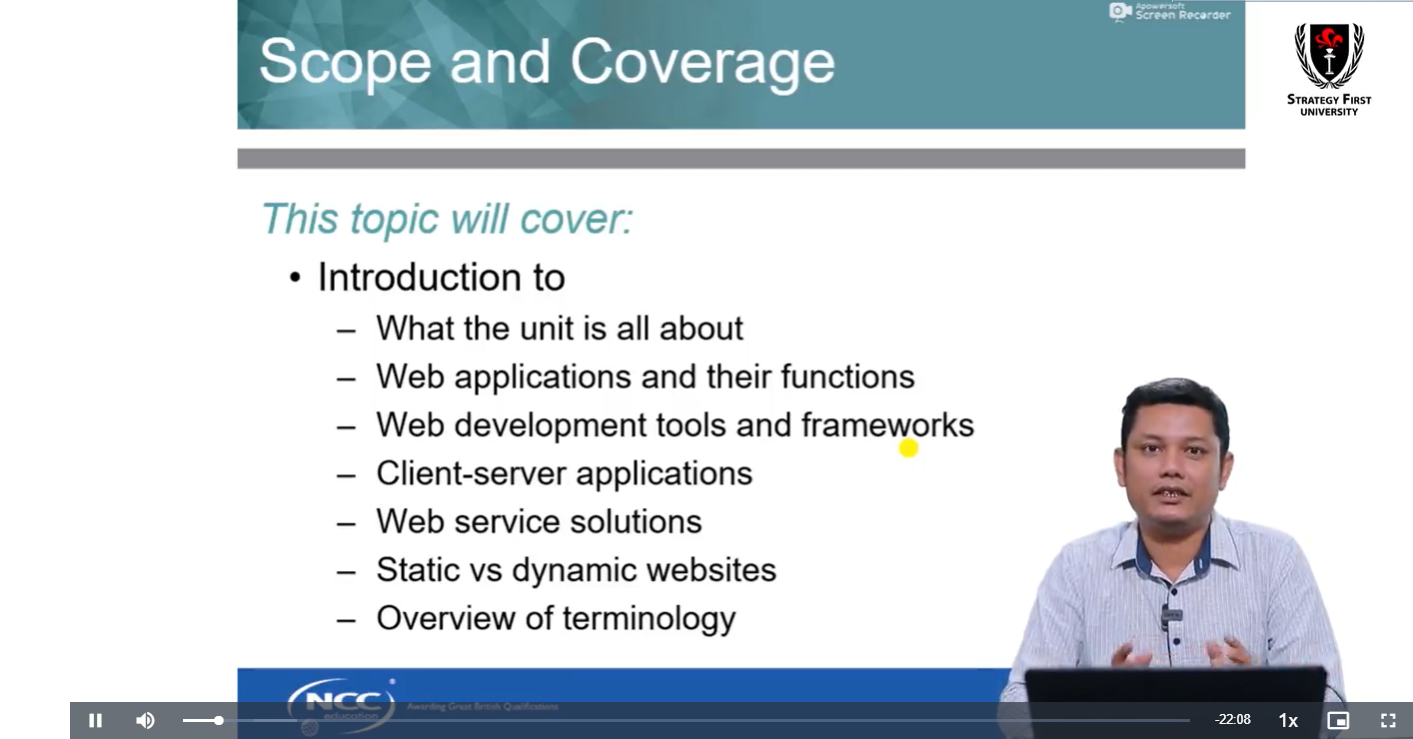 Apowersoft
Screen Recorder
Scope and Coverage
STRATEGY FIRST
UNIVERSITY
This topic will cover:
• Introduction to
– What the unit is all about
– Web applications and their functions
– Web development tools and frameworks
– Client-server applications
– Web service solutions
– Static vs dynamic websites
– Overview of terminology
NCC ®
education
Awarding Great British Qualifications
-22:08
1x